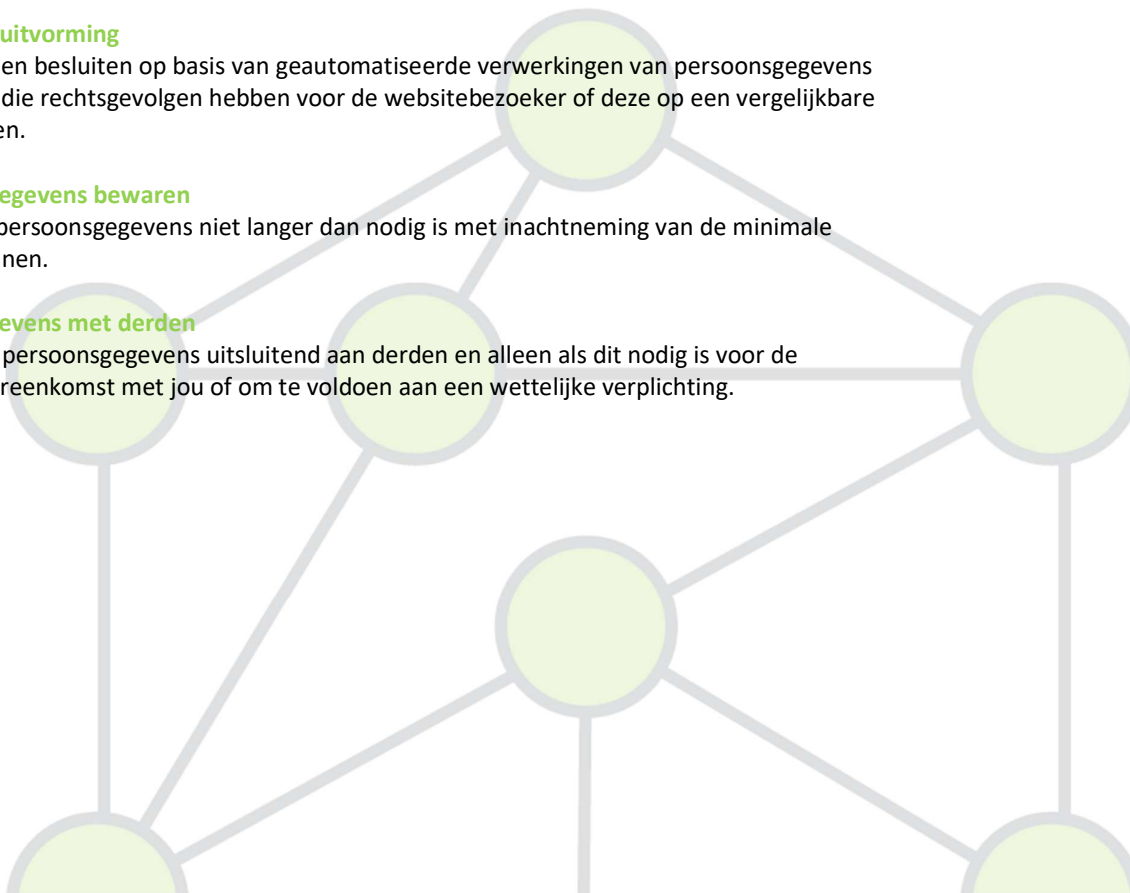 uitvorming
en besluiten op basis van geautomatiseerde verwerkingen van persoonsgegevens
die rechtsgevolgen hebben voor de websitebezoeker of deze op een vergelijkbare
en.
egevens bewaren
persoonsgegevens niet langer dan nodig is met inachtneming van de minimale
nen.
evens met derden
persoonsgegevens uitsluitend aan derden en alleen als dit nodig is voor de
reenkomst met jou of om te voldoen aan een wettelijke verplichting.